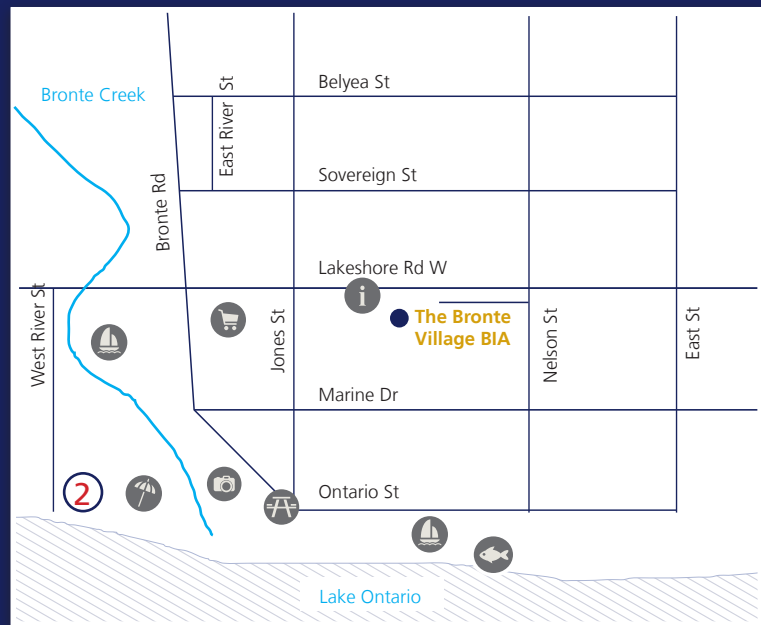 Belyea St
Bronte Creek
East River St
Sovereign St
Bronte Rd
Lakeshore Rd W
i
The Bronte
Village BIA
West River St
Jones St
Nelson St
East St
Marine Dr
2
Ontario St
Lake Ontario